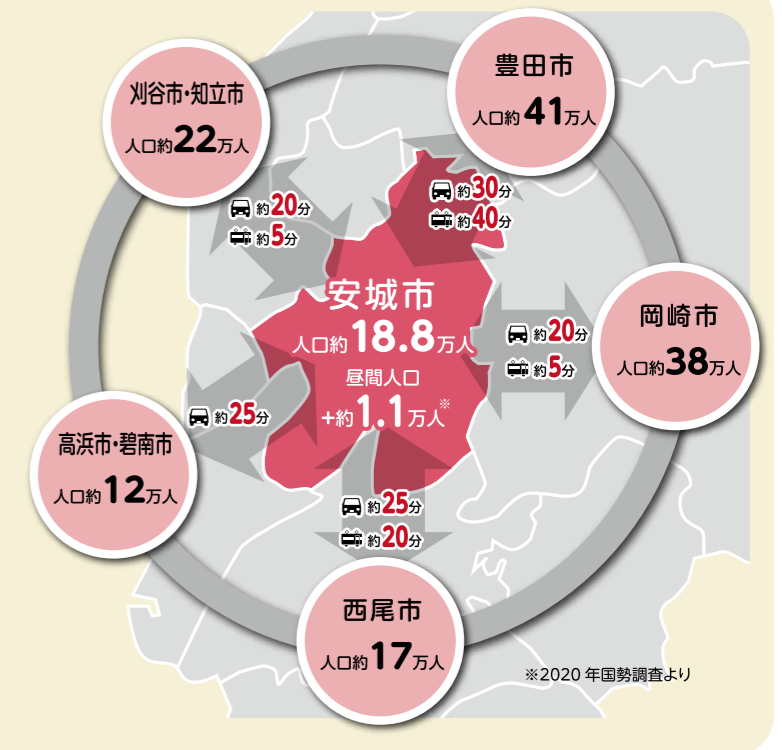 豊田市
人口約41万人
刈谷市・知立市
人口約22万人
約30分
約40分
約20分
約5分
安城市
人口約18.8万人
昼間人口
+約1.1万人※
岡崎市
人口約38万人
約20分
約5分
高浜市・碧南市
人口約12万人
約25分
約25分
約20分
西尾市
人口約17万人
※2020年国勢調査より